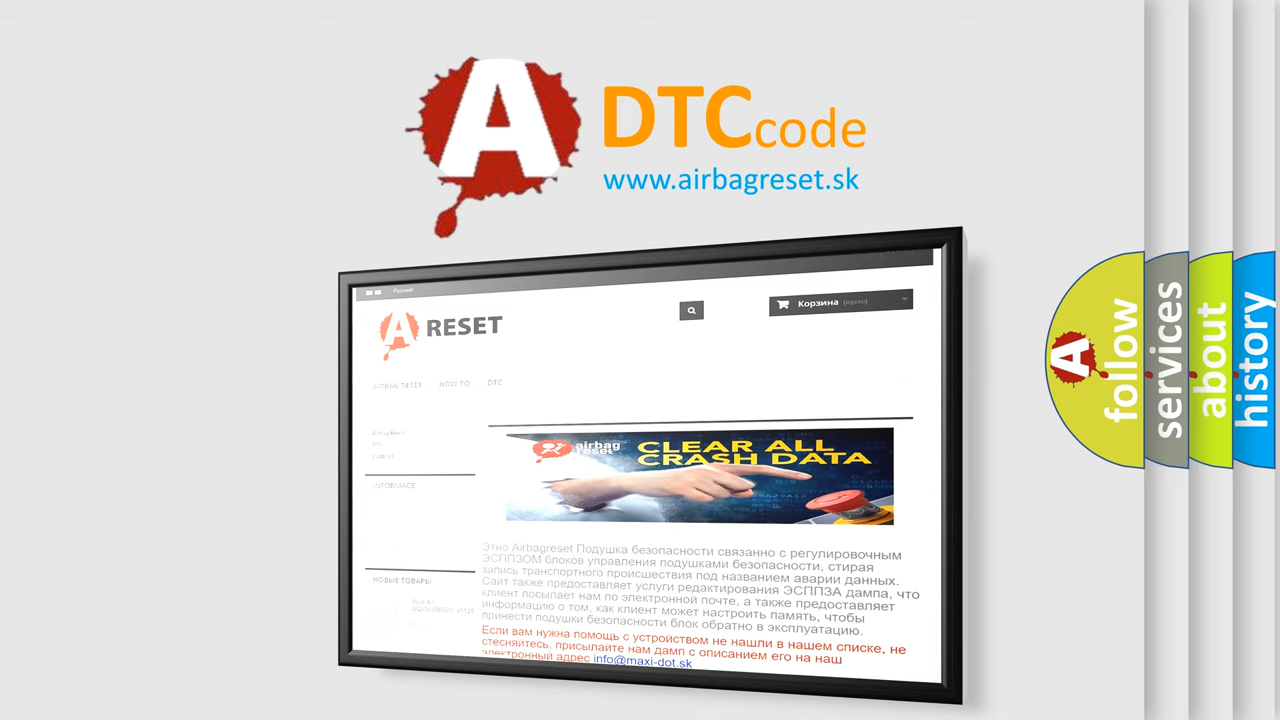 A
DTCcode
www.airbagreset.sk
Русский
Корзина (пусто)
A RESET
AIRBAG RESET HOW TO DTC
INFORMACE
airbag
reset
CLEAR ALL
CRASH DATA
Этно Airbagreset Подушка безопасности связанно с регулировочным
ЭСППЗОМ блоков управления подушками безопасности, стирая
запись транспортного происшествия под названием аварии данных.
Сайт также предоставляет услуги редактирования ЭСППЗА дампа, что
клиент посылает нам по электронной почте, а также предоставляет
информацию о том, как клиент может настроить память, чтобы
принести подушки безопасности блок обратно в эксплуатацию.
Если вам нужна помощь с устройством не нашли в нашем списке, не
стесняйтесь, присылайте нам дамп с описанием его на наш
электронный адрес info@maxi-dot.sk
НОВЫЕ ТОВАРЫ
A
follow
services
about
history